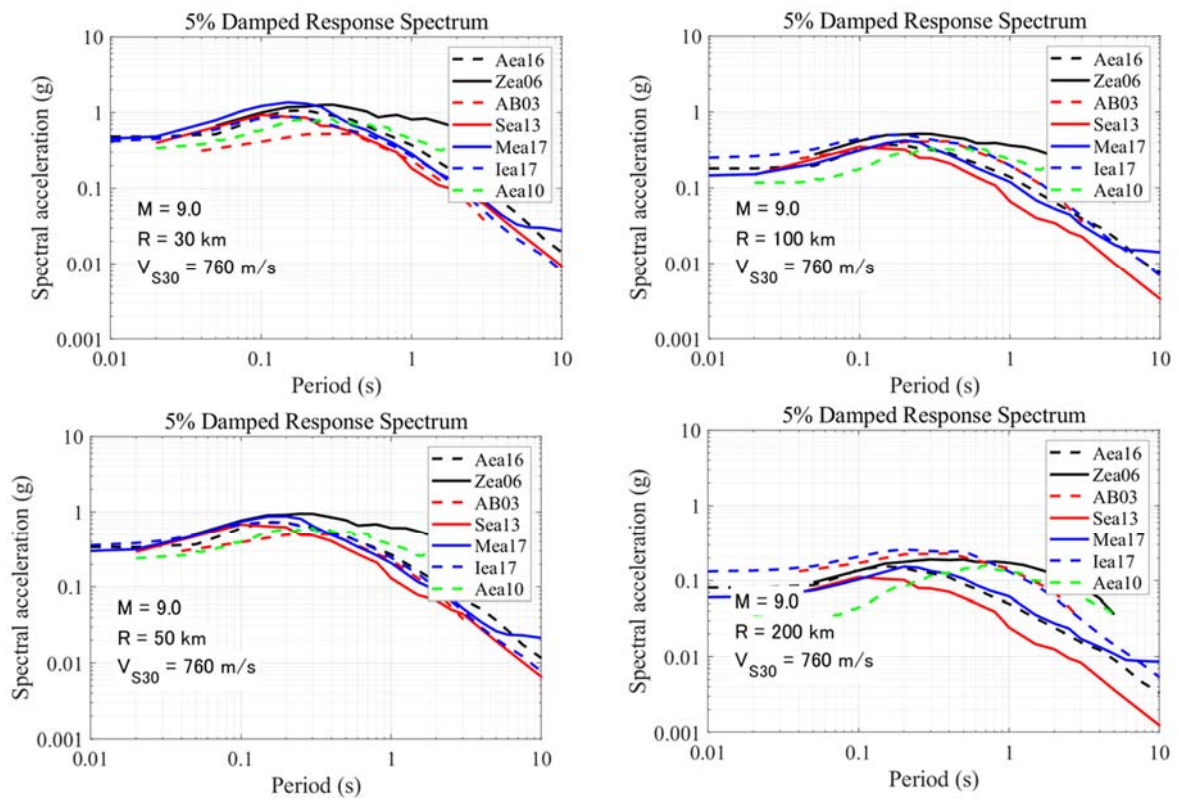 5% Damped Response Spectrum
Spectral acceleration (g)
10
1
0.1
0.01
0.001
Aea16
Zea06
AB03
Sea13
Mea17
Iea17
Aea10
M = 9.0
R = 30 km
VS30 = 760 m/s
0.01 0.1 1 10
Period (s)
5% Damped Response Spectrum
Spectral acceleration (g)
10
1
0.1
0.01
0.001
Aea16
Zea06
AB03
Sea13
Mea17
Iea17
Aea10
M = 9.0
R = 100 km
VS30 = 760 m/s
0.01 0.1 1 10
Period (s)
5% Damped Response Spectrum
Spectral acceleration (g)
10
1
0.1
0.01
0.001
Aea16
Zea06
AB03
Sea13
Mea17
Iea17
Aea10
M = 9.0
R = 50 km
VS30 = 760 m/s
0.01 0.1 1 10
Period (s)
5% Damped Response Spectrum
Spectral acceleration (g)
10
1
0.1
0.01
0.001
Aea16
Zea06
AB03
Sea13
Mea17
Iea17
Aea10
M = 9.0
R = 200 km
VS30 = 760 m/s
0.01 0.1 1 10
Period (s)